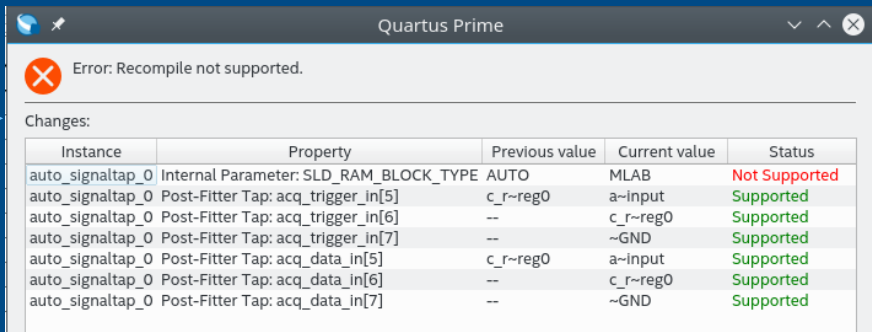 Quartus Prime
Error: Recompile not supported.
Changes:
Instance Property Previous value Current value Status
auto_signaltap_0 Internal Parameter: SLD_RAM_BLOCK_TYPE AUTO MLAB Not Supported
auto_signaltap_0 Post-Fitter Tap: acq_trigger_in[5] c_r~reg0 a~input Supported
auto_signaltap_0 Post-Fitter Tap: acq_trigger_in[6] -- c_r~reg0 Supported
auto_signaltap_0 Post-Fitter Tap: acq_trigger_in[7] -- ~GND Supported
auto_signaltap_0 Post-Fitter Tap: acq_data_in[5] c_r~reg0 a~input Supported
auto_signaltap_0 Post-Fitter Tap: acq_data_in[6] -- c_r~reg0 Supported
auto_signaltap_0 Post-Fitter Tap: acq_data_in[7] -- ~GND Supported